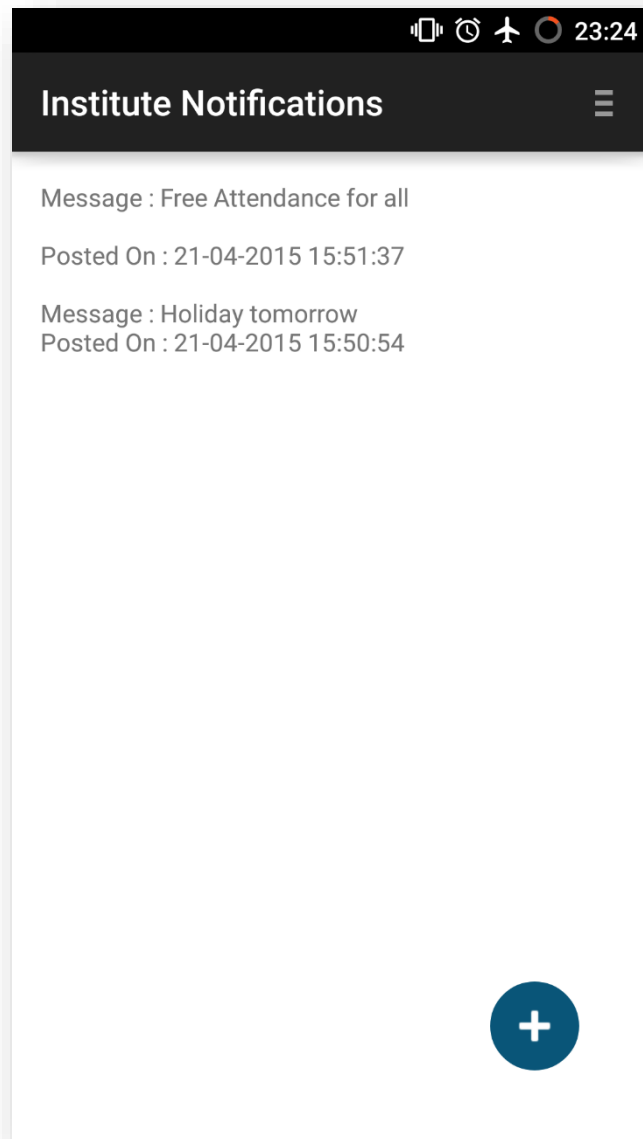 23:24
Institute Notifications
Message : Free Attendance for all
Posted On : 21-04-2015 15:51:37
Message : Holiday tomorrow
Posted On : 21-04-2015 15:50:54